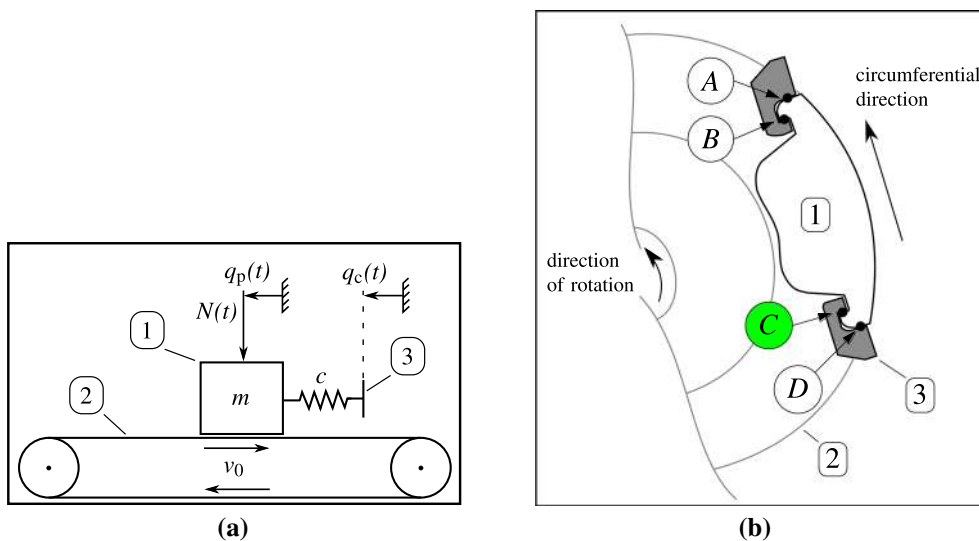 q_p(t)
q_c(t)
N(t)
1
3
2
c
m
v_0
(a)
A
circumferential
direction
B
1
direction
of rotation
C
D
3
2
(b)